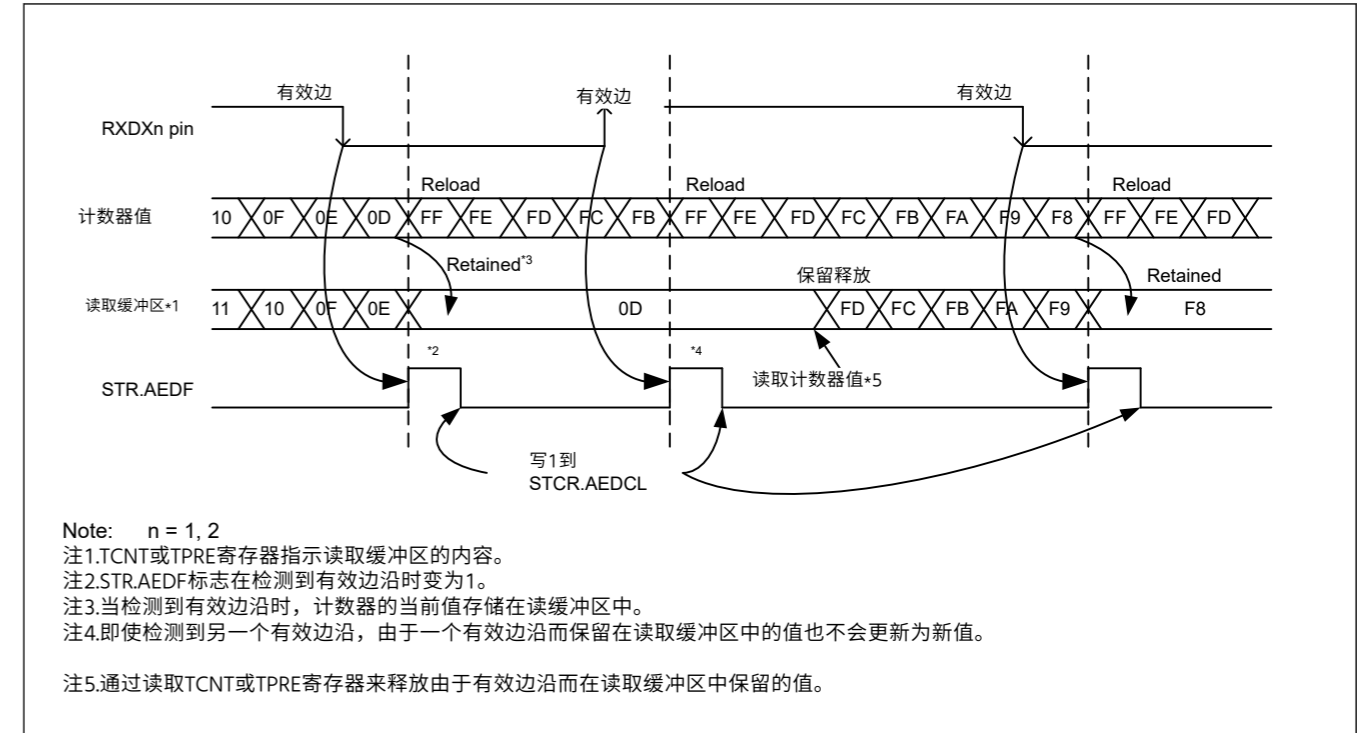 有效边 有效边 有效边
RXDXn pin
Reload Reload Reload
计数器值 10 0F 0E 0D FF FE FD FC FB FF FE FD FC FB FA F9 F8 FF FE FD
Retained*3 保留释放 Retained
读取缓冲区*1 11 10 0F 0E 0D FD FC FB FA F9 F8
*2 *4
读取计数器值*5
STR.AEDF
写1到
STCR.AEDCL
Note: n = 1, 2
注1.TCNT或TPRE寄存器指示读取缓冲区的内容。
注2.STR.AEDF标志在检测到有效边沿时变为1。
注3.当检测到有效边沿时，计数器的当前值存储在读缓冲区中。
注4.即使检测到另一个有效边沿，由于一个有效边沿而保留在读取缓冲区中的值也不会更新为新值。
注5.通过读取TCNT或TPRE寄存器来释放由于有效边沿而在读取缓冲区中保留的值。